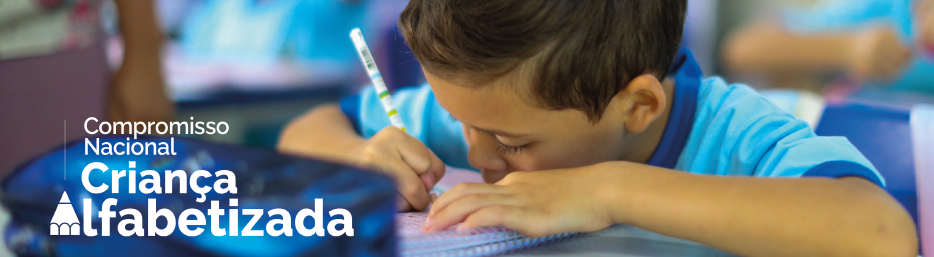 Compromisso
Nacional
Criança
Alfabetizada